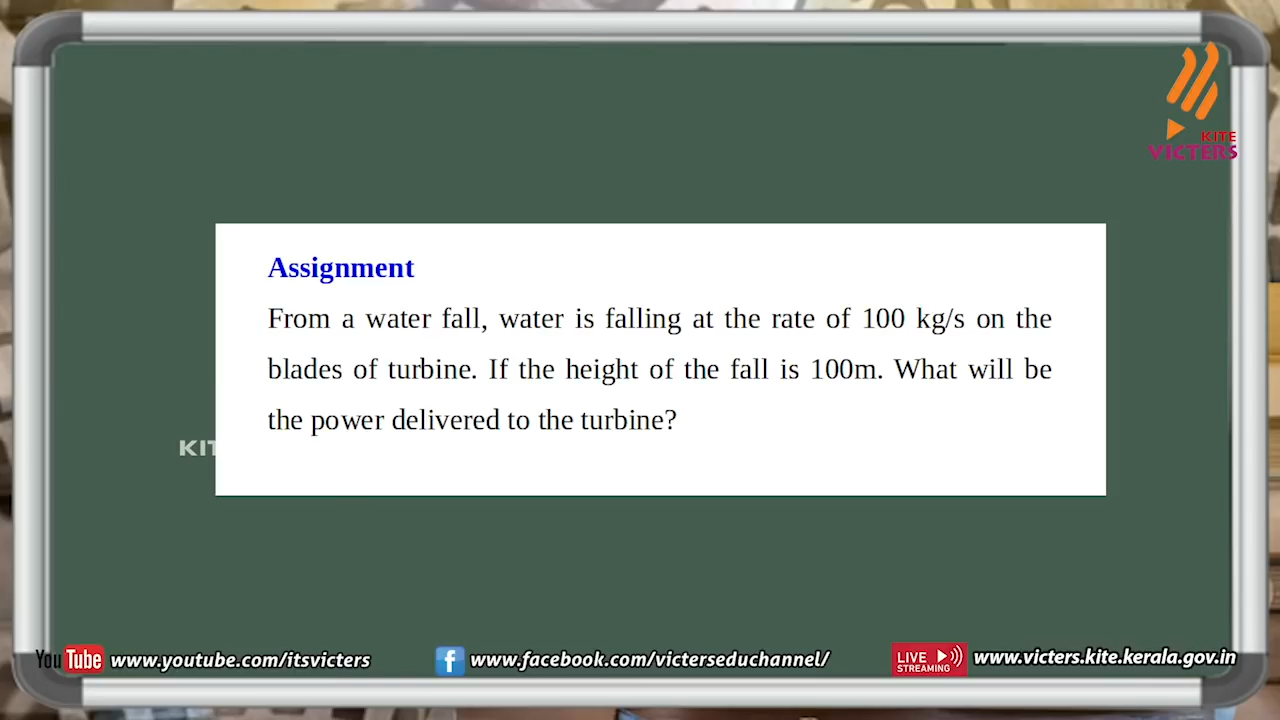 KITE
VICTERS
Assignment
From a water fall, water is falling at the rate of 100 kg/s on the
blades of turbine. If the height of the fall is 100m. What will be
the power delivered to the turbine?
KIT
You Tube www.youtube.com/itsvicters
f www.facebook.com/victerseduchannel/
LIVE
STREAMING
www.victers.kite.kerala.gov.in